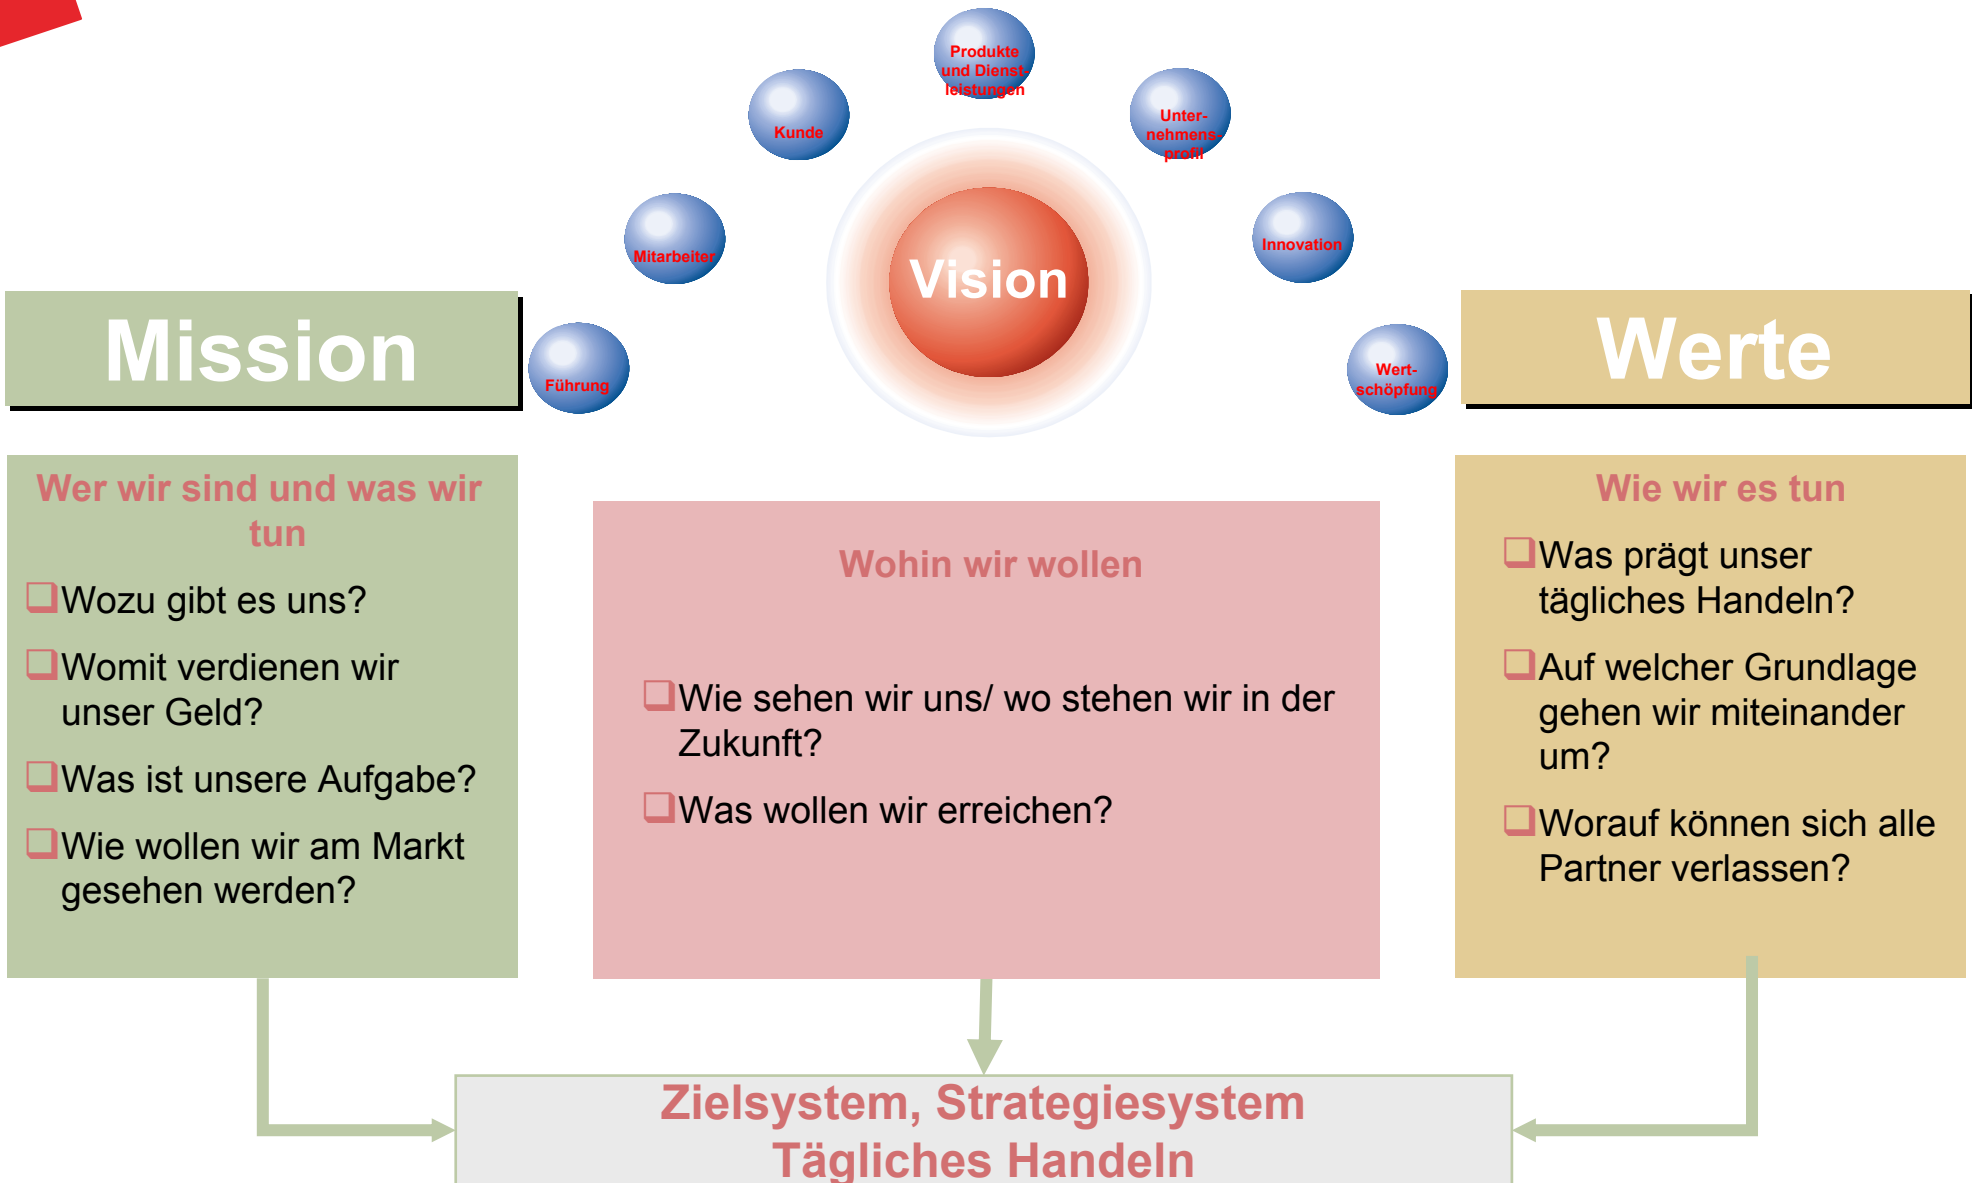 Produkte
und Dienst-
leistungen
Kunde
Unter-
nehmens-
profil
Mitarbeiter
Innovation
Vision
Führung
Wert-
schöpfung
Mission
Werte
Wer wir sind und was wir
tun
Wozu gibt es uns?
Womit verdienen wir
unser Geld?
Was ist unsere Aufgabe?
Wie wollen wir am Markt
gesehen werden?
Wohin wir wollen
Wie sehen wir uns/ wo stehen wir in der
Zukunft?
Was wollen wir erreichen?
Wie wir es tun
Was prägt unser
tägliches Handeln?
Auf welcher Grundlage
gehen wir miteinander
um?
Worauf können sich alle
Partner verlassen?
Zielsystem, Strategiesystem
Tägliches Handeln